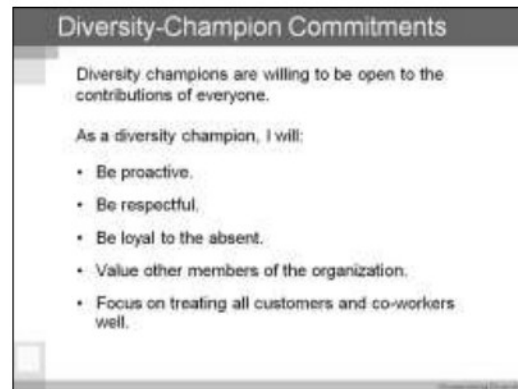 Diversity-Champion Commitments
Diversity champions are willing to be open to the
contributions of everyone.
As a diversity champion, I will:
• Be proactive.
• Be respectful.
• Be loyal to the absent.
• Value other members of the organization.
• Focus on treating all customers and co-workers
well.